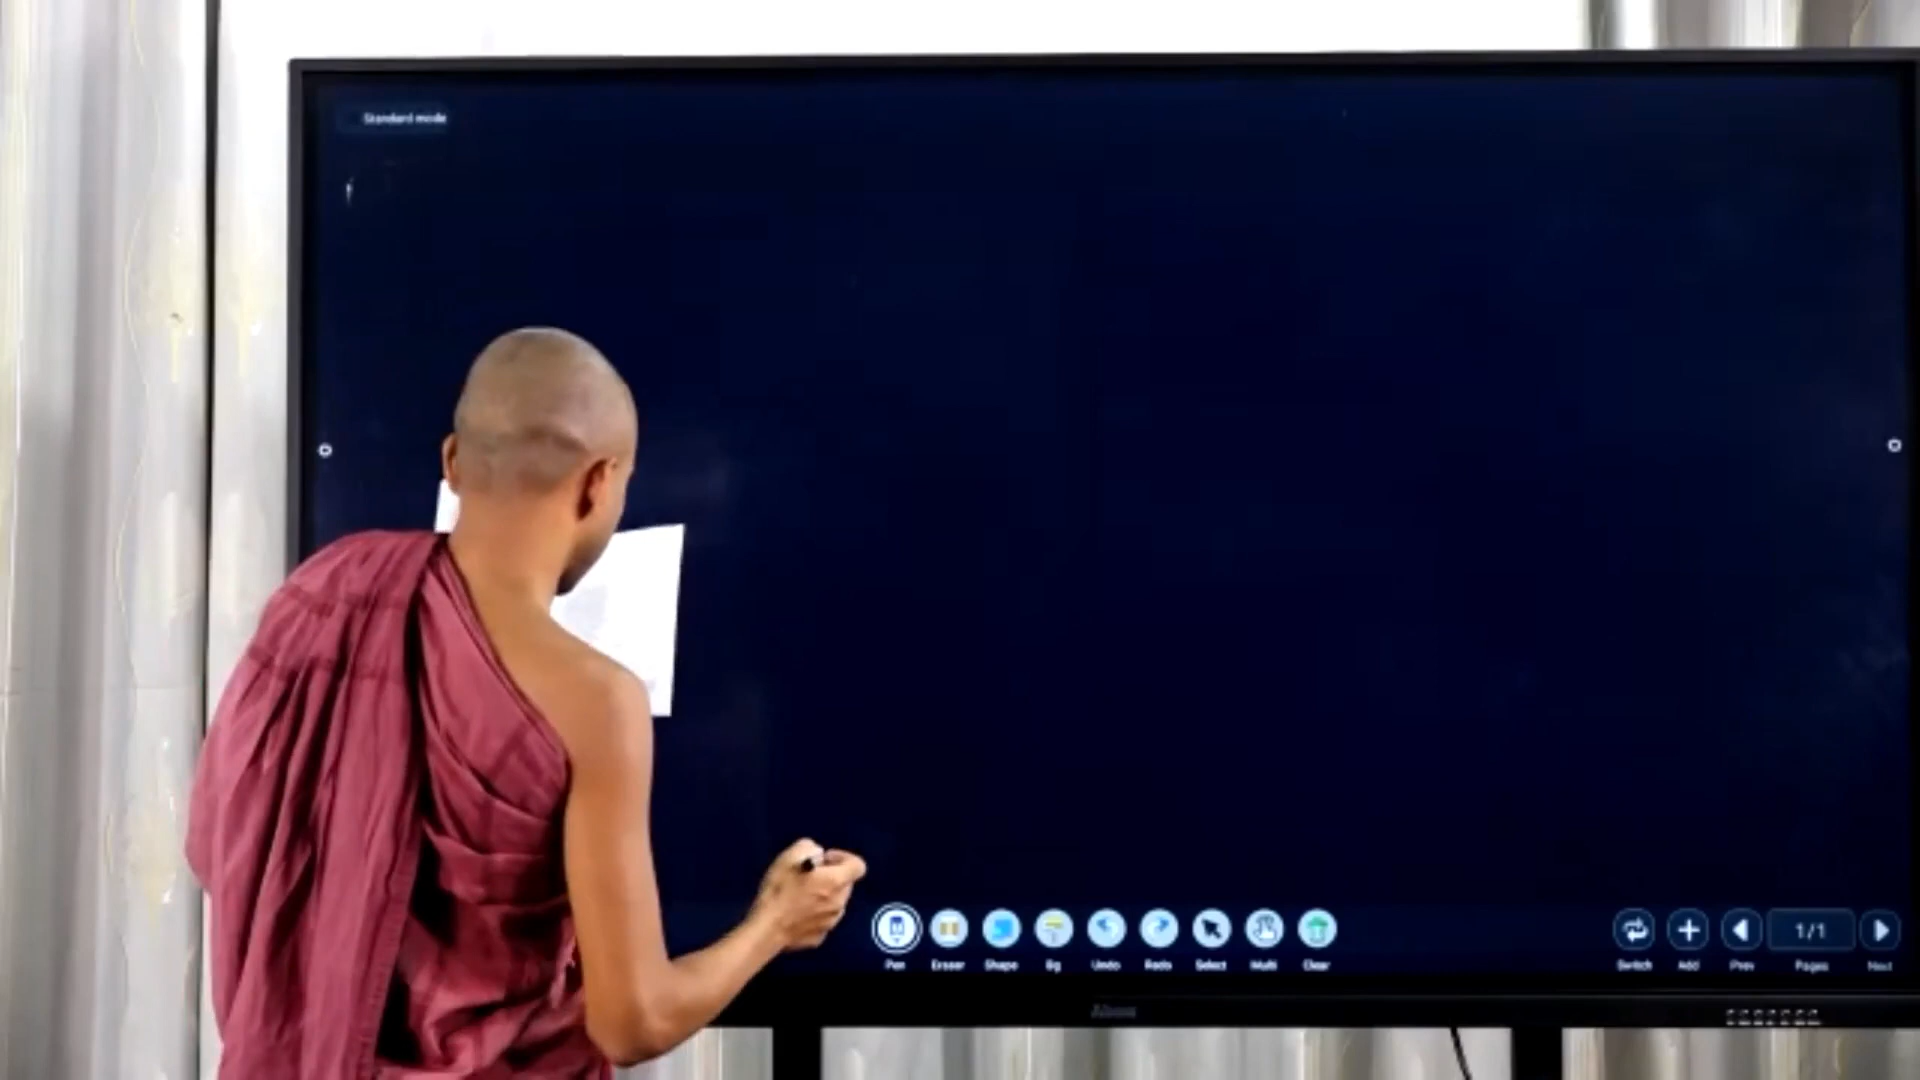 Standard mode
Pen Eraser Shape Bg Undo Redo Select Multi Clear
1/1
Switch Add Prev Pages Next